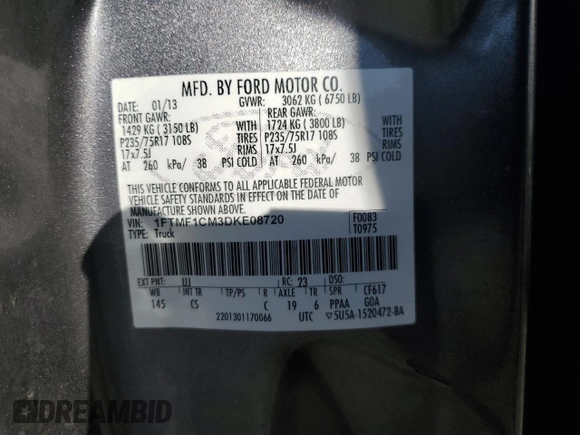 MFD. BY FORD MOTOR CO.
DATE: 01/13 GVWR: 3062 KG ( 6750 LB)
FRONT GAWR: REAR GAWR:
1429 KG ( 3150 LB) WITH 1724 KG ( 3800 LB) WITH
P235/75R17 108S TIRES P235/75R17 108S TIRES
17x7.5J RIMS 17x7.5J RIMS
AT 260 kPa/ 38 PSI COLD AT 260 kPa/ 38 PSI COLD
THIS VEHICLE CONFORMS TO ALL APPLICABLE FEDERAL MOTOR
VEHICLE SAFETY STANDARDS IN EFFECT ON THE DATE OF
MANUFACTURE SHOWN ABOVE.
VIN: 1FTMF1CM3DKE08720 F0083
TYPE: Truck T0975
EXT PNT: UJ RC: 23 DSO:
WB INT TR TP/PS R AXLE TR SPR CF617
145 CS C 19 6 PPAA GOA
2201301170066 UTC ▽5U5A-1520472-BA
DREAMBID